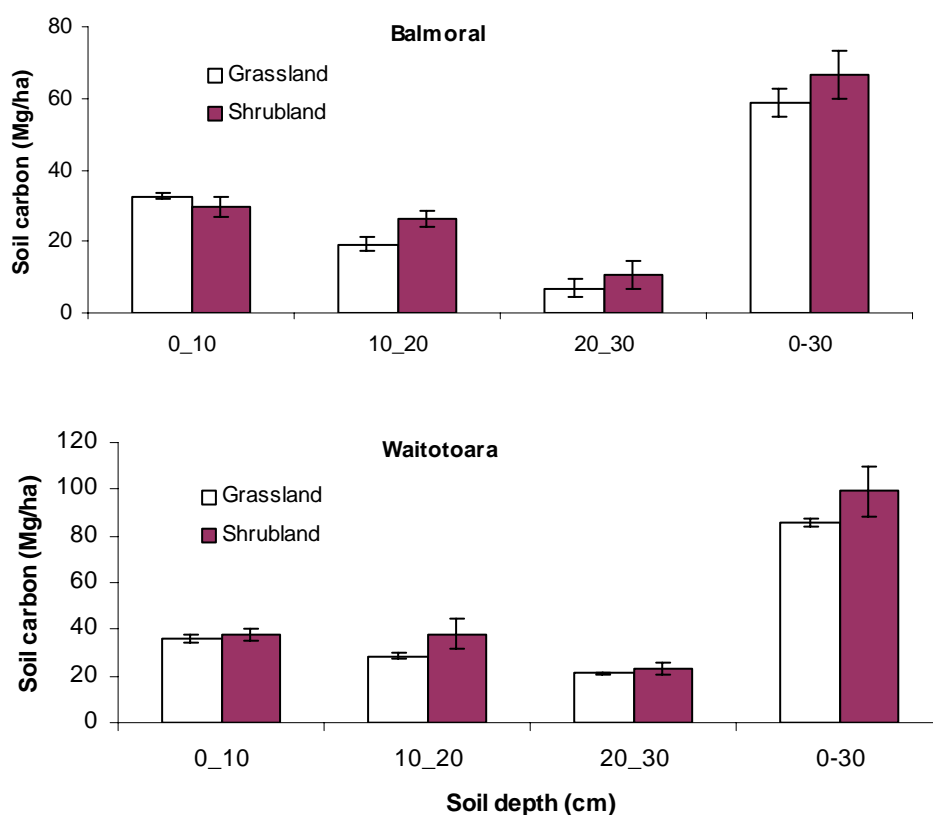 Balmoral
Grassland
Shrubland
Soil carbon (Mg/ha)
80
60
40
20
0
0_10 10_20 20_30 0-30
Waitotoara
Grassland
Shrubland
Soil carbon (Mg/ha)
120
100
80
60
40
20
0
0_10 10_20 20_30 0-30
Soil depth (cm)